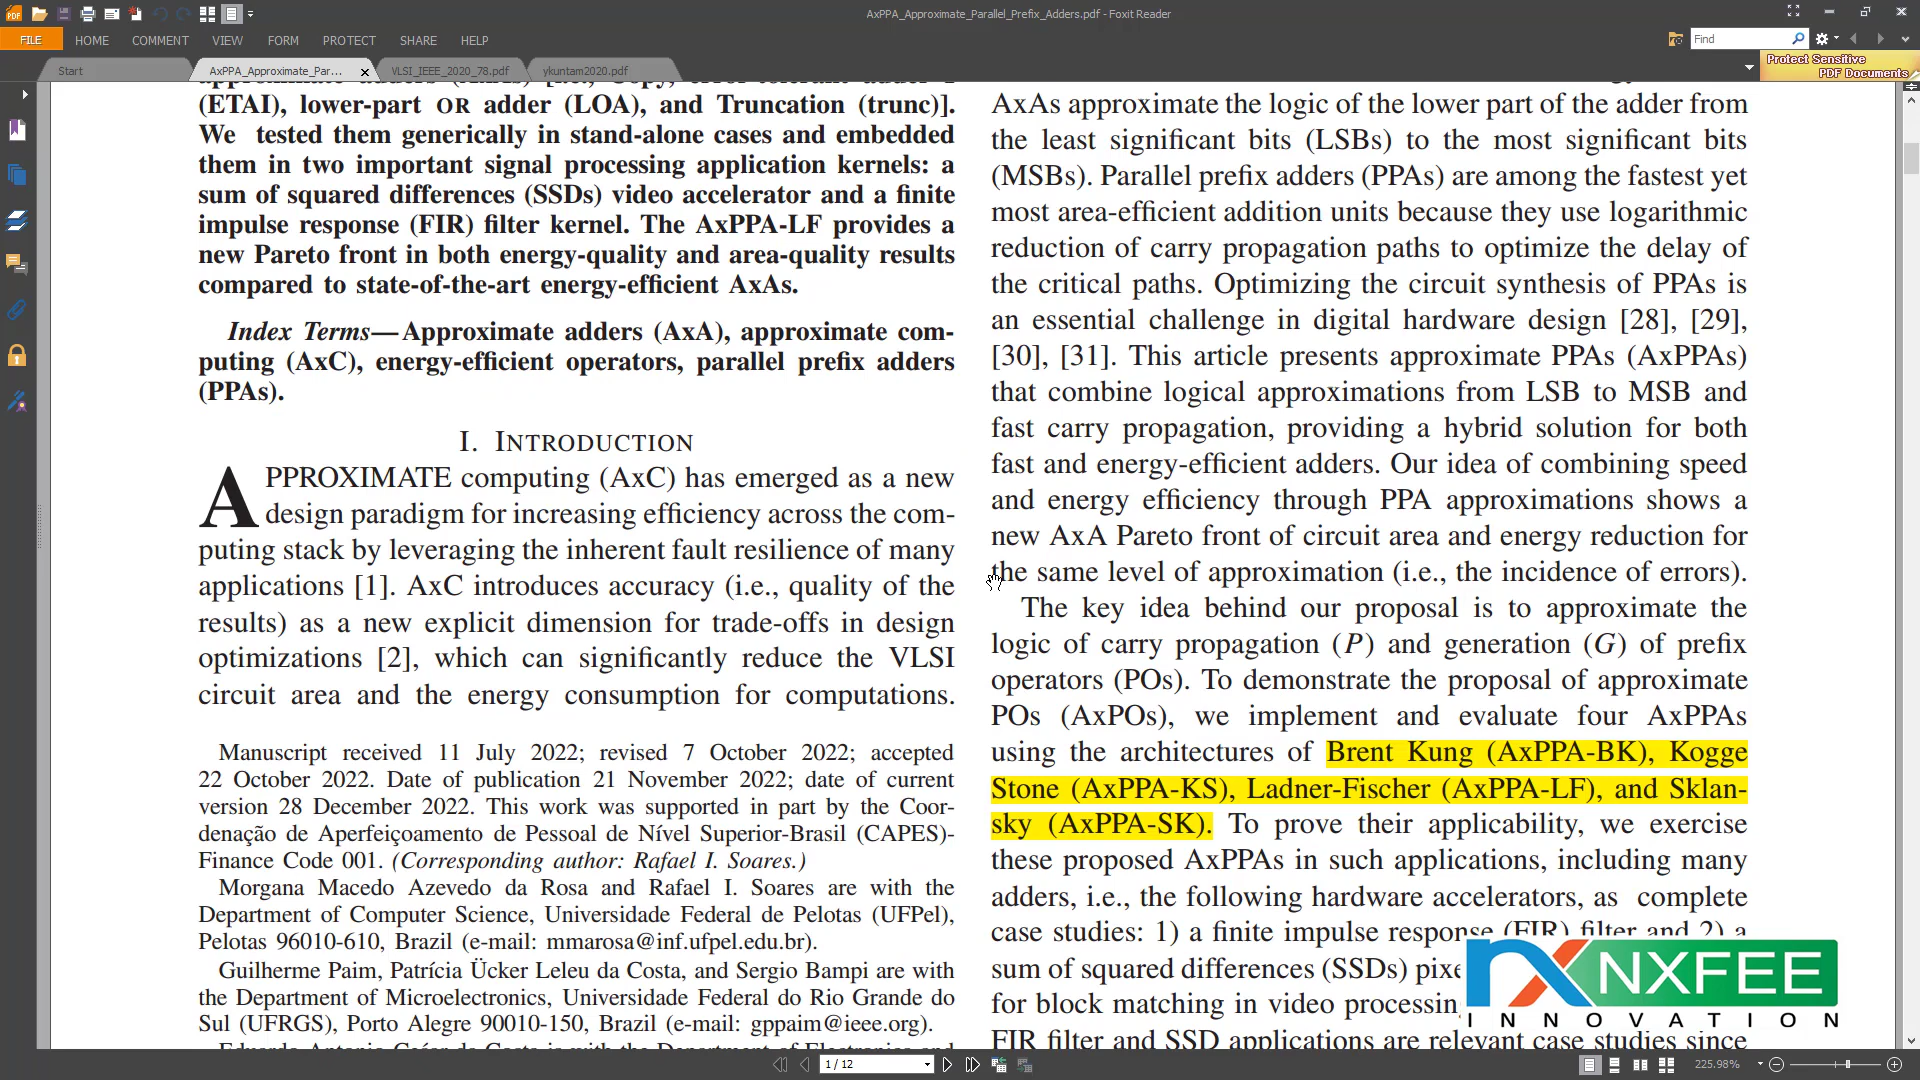 AxPPA_Approximate_Parallel_Prefix_Adders.pdf - Foxit Reader
FILE HOME COMMENT VIEW FORM PROTECT SHARE HELP
Find
Protect Sensitive
PDF Documents
Start AxPPA_Approximate_Par... VLSI_IEEE_2020_78.pdf ykuntam2020.pdf
(ETAI), lower-part OR adder (LOA), and Truncation (trunc)].
We tested them generically in stand-alone cases and embedded
them in two important signal processing application kernels: a
sum of squared differences (SSDs) video accelerator and a finite
impulse response (FIR) filter kernel. The AxPPA-LF provides a
new Pareto front in both energy-quality and area-quality results
compared to state-of-the-art energy-efficient AxAs.
Index Terms—Approximate adders (AxA), approximate com-
puting (AxC), energy-efficient operators, parallel prefix adders
(PPAs).
I. INTRODUCTION
APPROXIMATE computing (AxC) has emerged as a new
design paradigm for increasing efficiency across the com-
puting stack by leveraging the inherent fault resilience of many
applications [1]. AxC introduces accuracy (i.e., quality of the
results) as a new explicit dimension for trade-offs in design
optimizations [2], which can significantly reduce the VLSI
circuit area and the energy consumption for computations.
Manuscript received 11 July 2022; revised 7 October 2022; accepted
22 October 2022. Date of publication 21 November 2022; date of current
version 28 December 2022. This work was supported in part by the Coor-
denação de Aperfeiçoamento de Pessoal de Nível Superior-Brasil (CAPES)-
Finance Code 001. (Corresponding author: Rafael I. Soares.)
Morgana Macedo Azevedo da Rosa and Rafael I. Soares are with the
Department of Computer Science, Universidade Federal de Pelotas (UFPel),
Pelotas 96010-610, Brazil (e-mail: mmarosa@inf.ufpel.edu.br).
Guilherme Paim, Patrícia Ücker Leleu da Costa, and Sergio Bampi are with
the Department of Microelectronics, Universidade Federal do Rio Grande do
Sul (UFRGS), Porto Alegre 90010-150, Brazil (e-mail: gppaim@ieee.org).
AxAs approximate the logic of the lower part of the adder from
the least significant bits (LSBs) to the most significant bits
(MSBs). Parallel prefix adders (PPAs) are among the fastest yet
most area-efficient addition units because they use logarithmic
reduction of carry propagation paths to optimize the delay of
the critical paths. Optimizing the circuit synthesis of PPAs is
an essential challenge in digital hardware design [28], [29],
[30], [31]. This article presents approximate PPAs (AxPPAs)
that combine logical approximations from LSB to MSB and
fast carry propagation, providing a hybrid solution for both
fast and energy-efficient adders. Our idea of combining speed
and energy efficiency through PPA approximations shows a
new AxA Pareto front of circuit area and energy reduction for
the same level of approximation (i.e., the incidence of errors).
The key idea behind our proposal is to approximate the
logic of carry propagation (P) and generation (G) of prefix
operators (POs). To demonstrate the proposal of approximate
POs (AxPOs), we implement and evaluate four AxPPAs
using the architectures of Brent Kung (AxPPA-BK), Kogge
Stone (AxPPA-KS), Ladner-Fischer (AxPPA-LF), and Sklan-
sky (AxPPA-SK). To prove their applicability, we exercise
these proposed AxPPAs in such applications, including many
adders, i.e., the following hardware accelerators, as complete
case studies: 1) a finite impulse response (FIR) filter and 2) a
sum of squared differences (SSDs) pixe
for block matching in video processing
FIR filter and SSD applications are relevant case studies since
NXFEE
INNOVATION
1 / 12
225.98%